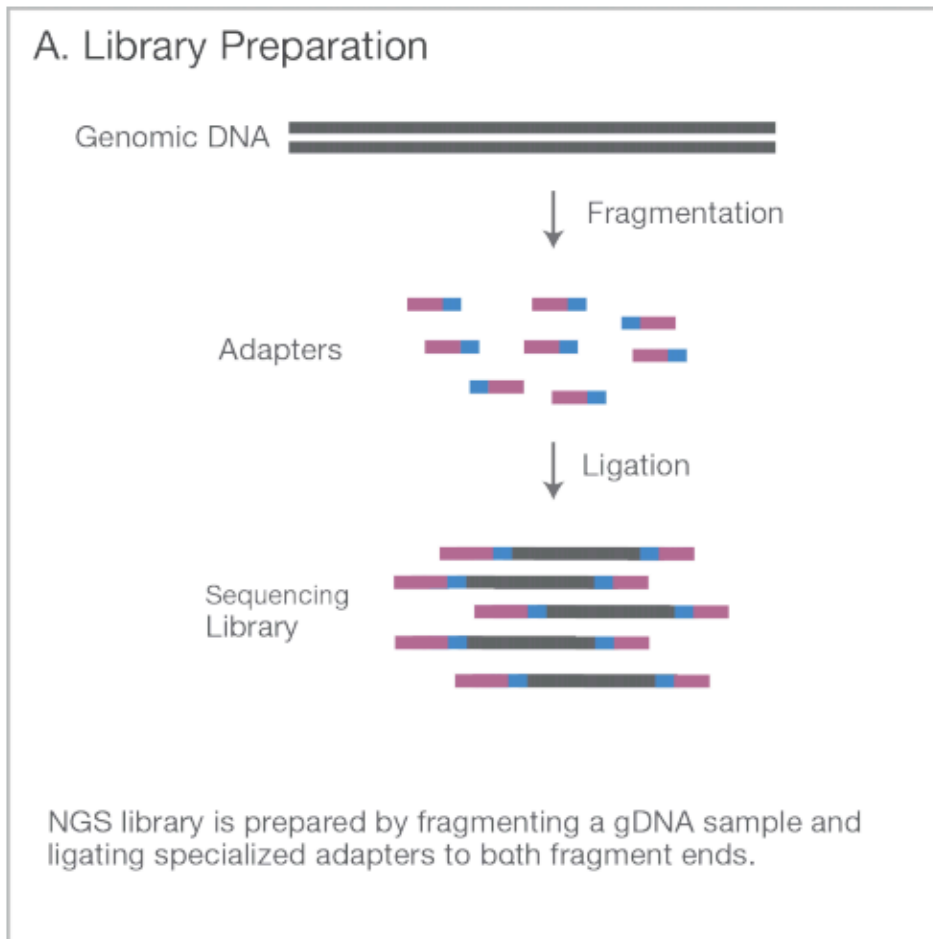 A. Library Preparation
Genomic DNA
Fragmentation
Adapters
Ligation
Sequencing
Library
NGS library is prepared by fragmenting a gDNA sample and
ligating specialized adapters to both fragment ends.